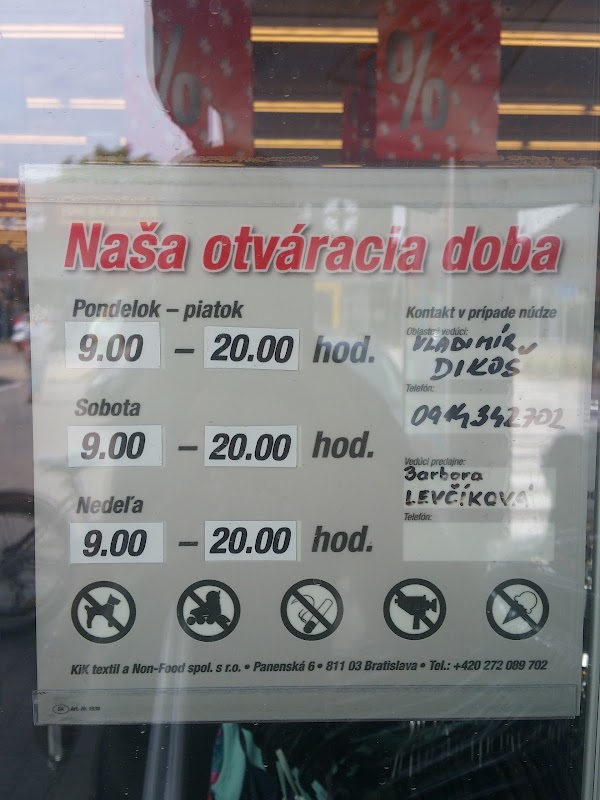 %
%
Naša otváracia doba
Pondelok – piatok
9.00 – 20.00 hod.
Sobota
9.00 – 20.00 hod.
Nedeľa
9.00 – 20.00 hod.
Kontakt v prípade núdze
Oblastný vedúci:
VLADIMÍR
DIKOS
Telefón:
0914342702
Vedúci predajne:
Barbora
LEVČÍKOVÁ
Telefón:
KiK textil a Non-Food spol. s r.o. • Panenská 6 • 811 03 Bratislava • Tel.: +420 272 089 702